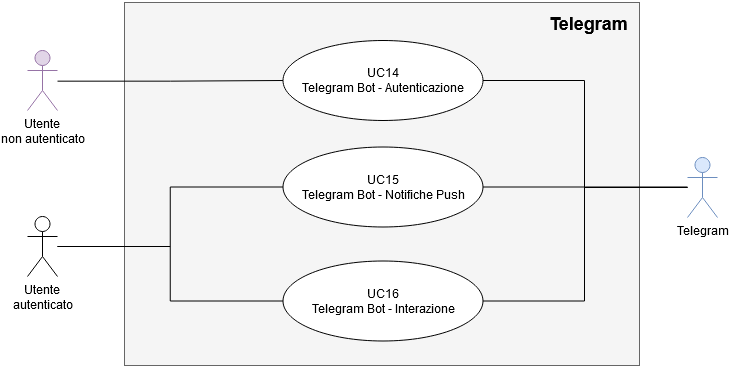 Telegram
UC14
Telegram Bot - Autenticazione
Utente
non autenticato
UC15
Telegram Bot - Notifiche Push
Telegram
Utente
autenticato
UC16
Telegram Bot - Interazione